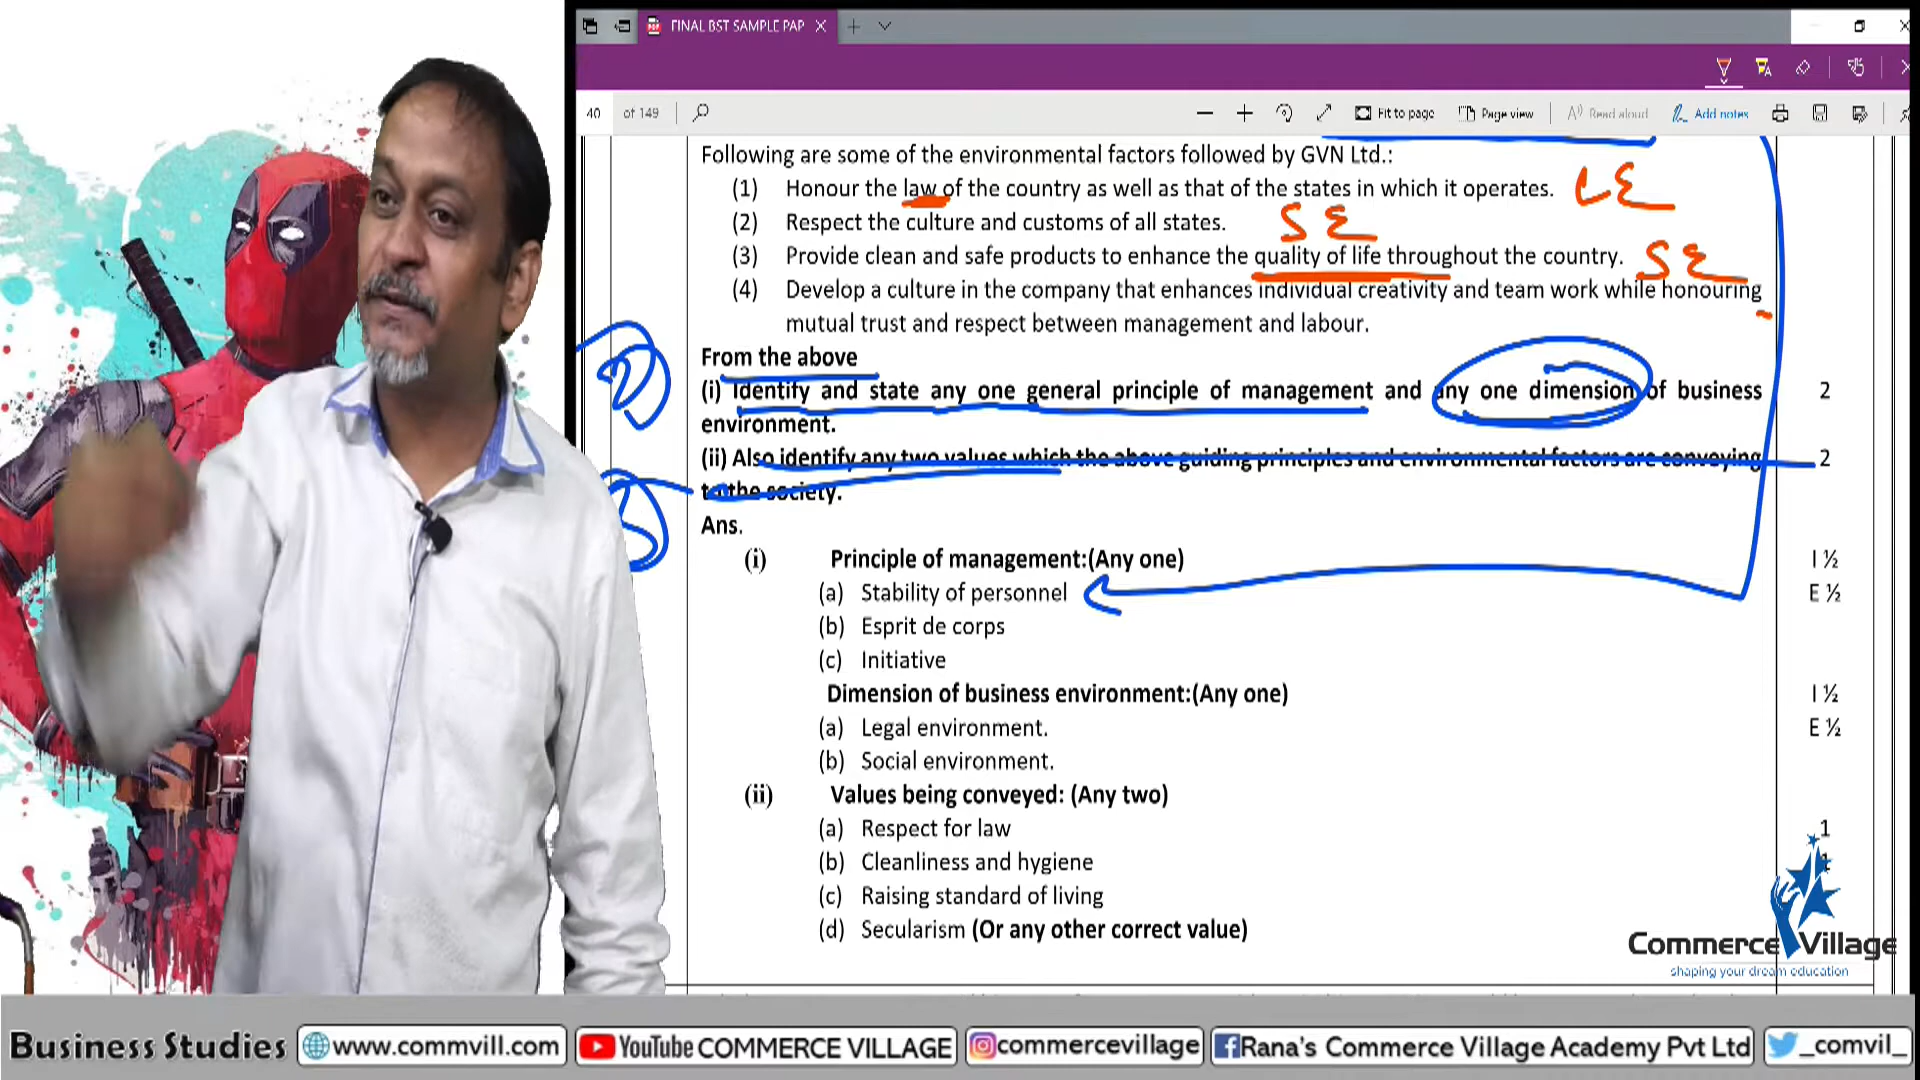 FINAL BST SAMPLE PAP
40 of 149
Fit to page
Page view
Read aloud
Add notes
Following are some of the environmental factors followed by GVN Ltd.:
(1) Honour the law of the country as well as that of the states in which it operates. LE
(2) Respect the culture and customs of all states. SE
(3) Provide clean and safe products to enhance the quality of life throughout the country. SE
(4) Develop a culture in the company that enhances individual creativity and team work while honouring
mutual trust and respect between management and labour.
From the above
(i) Identify and state any one general principle of management and any one dimension of business 2
environment.
(ii) Also identify any two values which the above guiding principles and environmental factors are conveying 2
to the society.
Ans.
(i) Principle of management:(Any one) I ½
(a) Stability of personnel E ½
(b) Esprit de corps
(c) Initiative
Dimension of business environment:(Any one) I ½
(a) Legal environment. E ½
(b) Social environment.
(ii) Values being conveyed: (Any two)
(a) Respect for law 1
(b) Cleanliness and hygiene
(c) Raising standard of living
(d) Secularism (Or any other correct value)
Commerce Village
shaping your dream education
Business Studies
www.commvill.com
YouTube COMMERCE VILLAGE
commercevillage
Rana's Commerce Village Academy Pvt Ltd
_comvil_